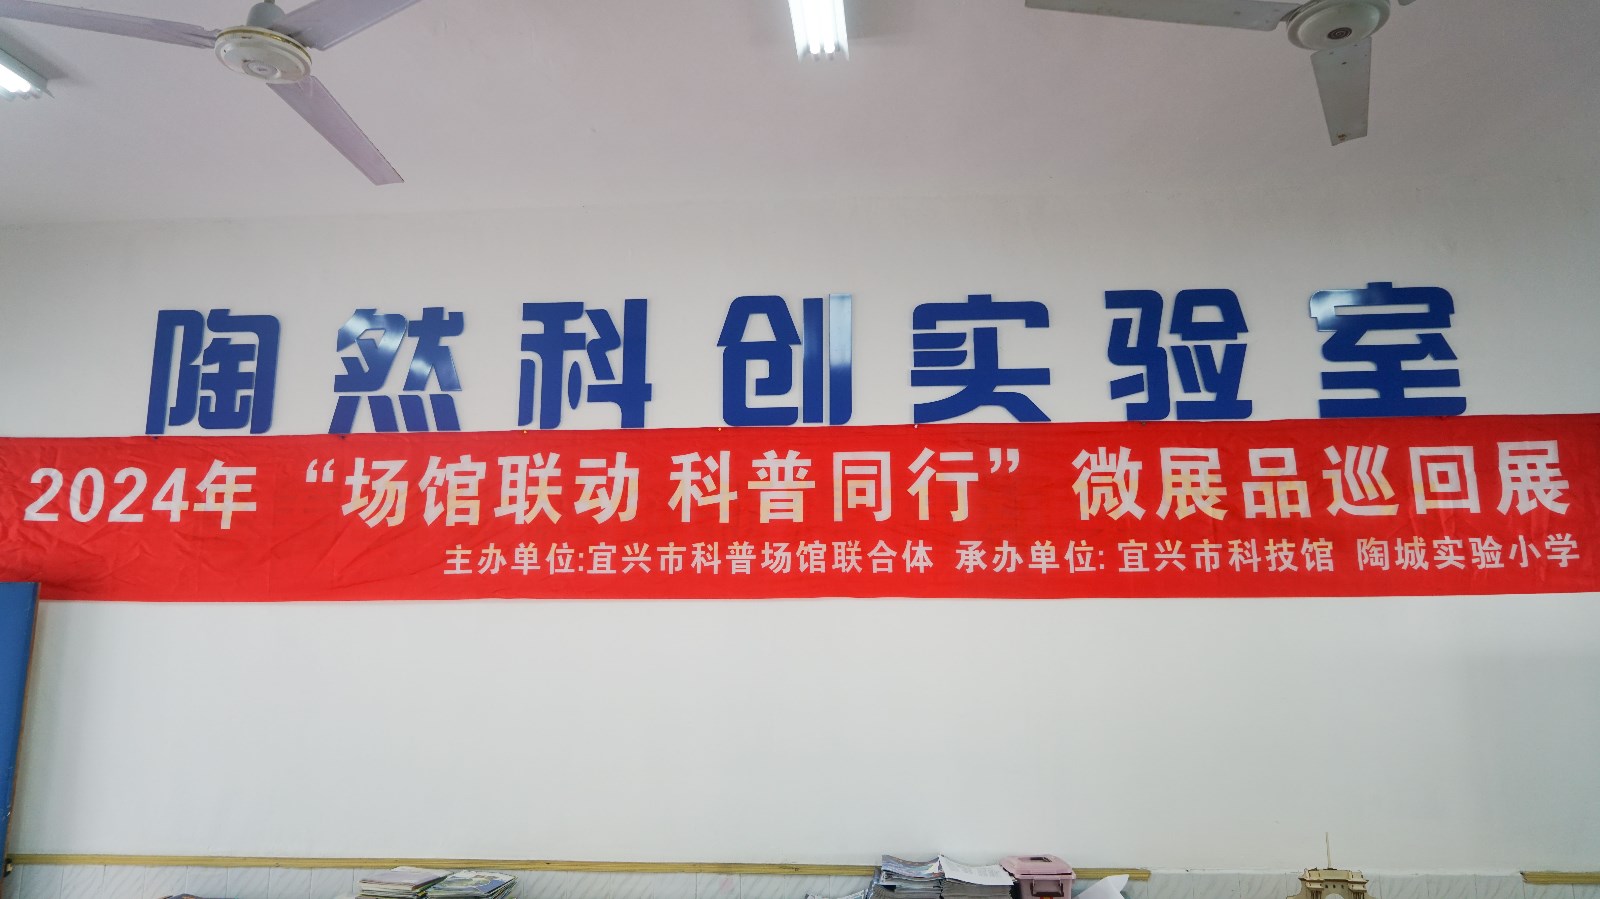 陶然科创实验室
2024年 “场馆联动 科普同行” 微展品巡回展
主办单位:宜兴市科普场馆联合体 承办单位: 宜兴市科技馆 陶城实验小学